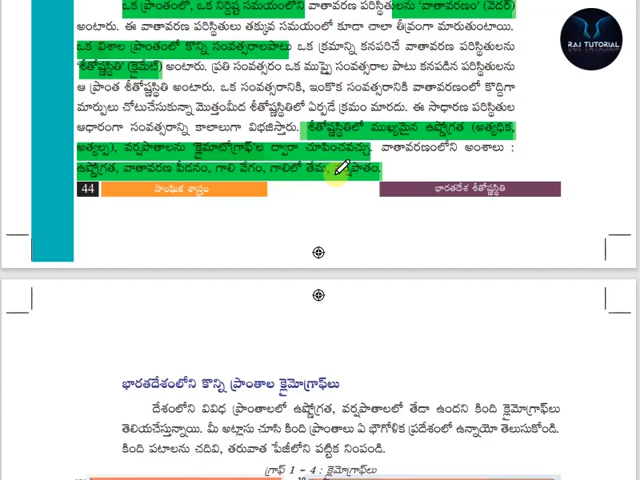 ఒక ప్రాంతంలో, ఒక నిర్దిష్ట సమయంలోని వాతావరణ పరిస్థితులను ‘వాతావరణం’ (వెదర్)
అంటారు. ఈ వాతావరణ పరిస్థితులు తక్కువ సమయంలో కూడా చాలా తీవ్రంగా మారుతుంటాయి.
ఒక విశాల ప్రాంతంలో కొన్ని సంవత్సరాలపాటు ఒక క్రమాన్ని కనపరిచే వాతావరణ పరిస్థితులను
‘శీతోష్ణస్థితి’ (క్లైమేట్) అంటారు. ప్రతి సంవత్సరం ఒక ముప్పై సంవత్సరాల పాటు కనపడిన పరిస్థితులను
ఆ ప్రాంత శీతోష్ణస్థితి అంటారు. ఒక సంవత్సరానికి, ఇంకొక సంవత్సరానికి వాతావరణంలో కొద్దిగా
మార్పులు చోటుచేసుకున్నా మొత్తంమీద శీతోష్ణస్థితిలో ఏర్పడే క్రమం మారదు. ఈ సాధారణ పరిస్థితుల
ఆధారంగా సంవత్సరాన్ని కాలాలుగా విభజిస్తారు. శీతోష్ణస్థితిలో ముఖ్యమైన ఉష్ణోగ్రత (అత్యధిక,
అత్యల్ప), వర్షపాతాలను ‘క్లైమాటోగ్రాఫ్’ల ద్వారా చూపించవచ్చు. వాతావరణంలోని అంశాలు :
ఉష్ణోగ్రత, వాతావరణ పీడనం, గాలి వేగం, గాలిలో తేమ,
44 సాంఘిక శాస్త్రం భారతదేశ శీతోష్ణస్థితి
RAJ TUTORIAL
భారతదేశంలోని కొన్ని ప్రాంతాల క్లైమోగ్రాఫ్‌లు
దేశంలోని వివిధ ప్రాంతాలలో ఉష్ణోగ్రత, వర్షపాతాలలో తేడా ఉందని కింది క్లైమోగ్రాఫ్‌లు
తెలియచేస్తున్నాయి. మీ అట్లాసు చూసి కింది ప్రాంతాలు ఏ భౌగోళిక ప్రదేశంలో ఉన్నాయో తెలుసుకోండి.
కింది పటాలను చదివి, తరువాత పేజీలోని పట్టిక నింపండి.
గ్రాఫ్ 1 - 4 : క్లైమోగ్రాఫ్‌లు